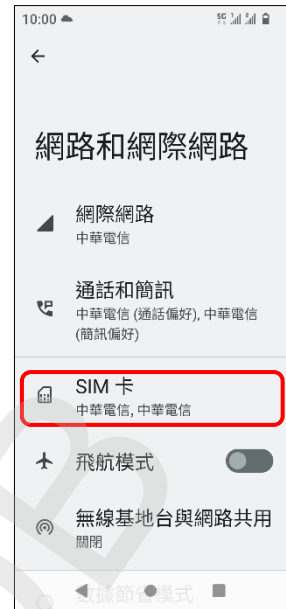 10:00
5G
網路和網際網路
網際網路
中華電信
通話和簡訊
中華電信 (通話偏好), 中華電信
(簡訊偏好)
SIM 卡
中華電信, 中華電信
飛航模式
無線基地台與網路共用
關閉
數據節省模式